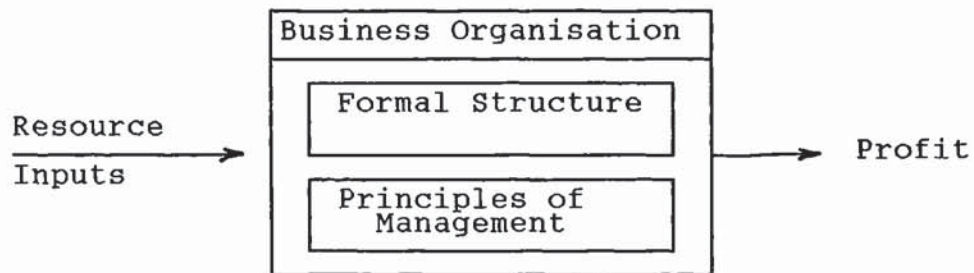 Business Organisation
Formal Structure
Resource
Inputs
Profit
Principles of
Management